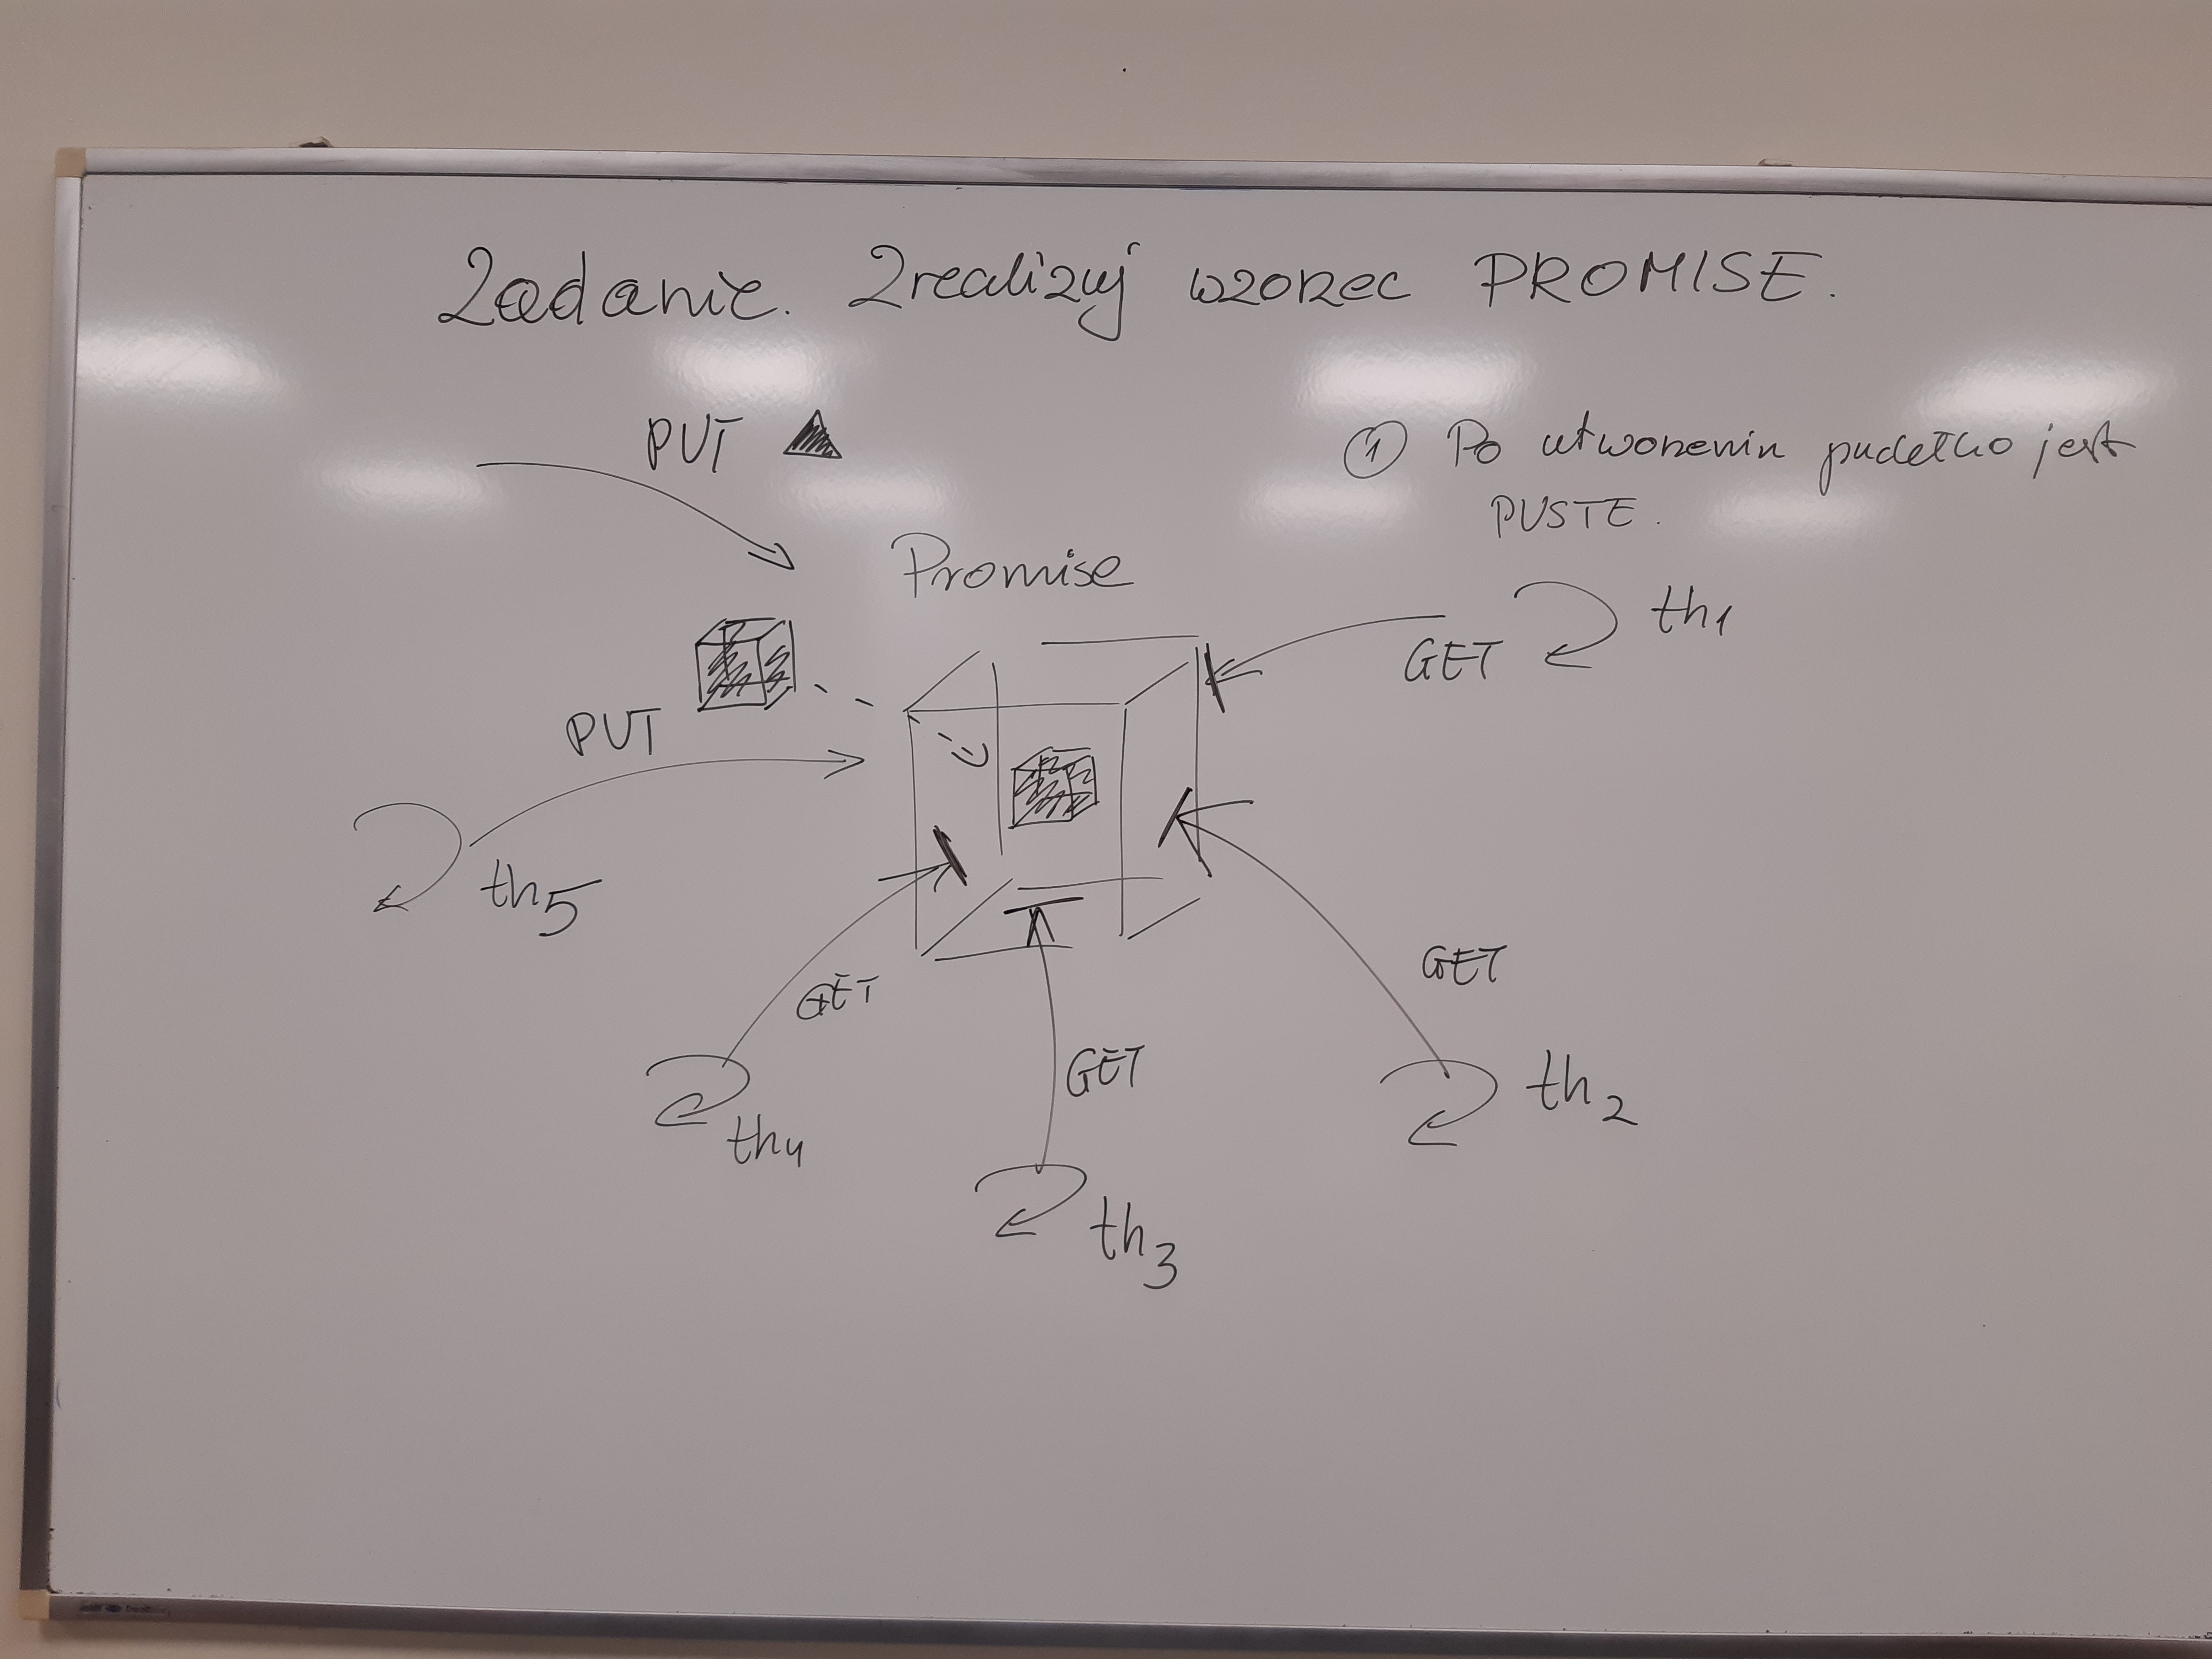 Zadanie. Zrealizuj wzorzec PROMISE.
PUT
① Po utworzeniu pudełko jest
PUSTE.
Promise
th1
GET
PUT
th5
GET
GET
GET
th2
th4
th3